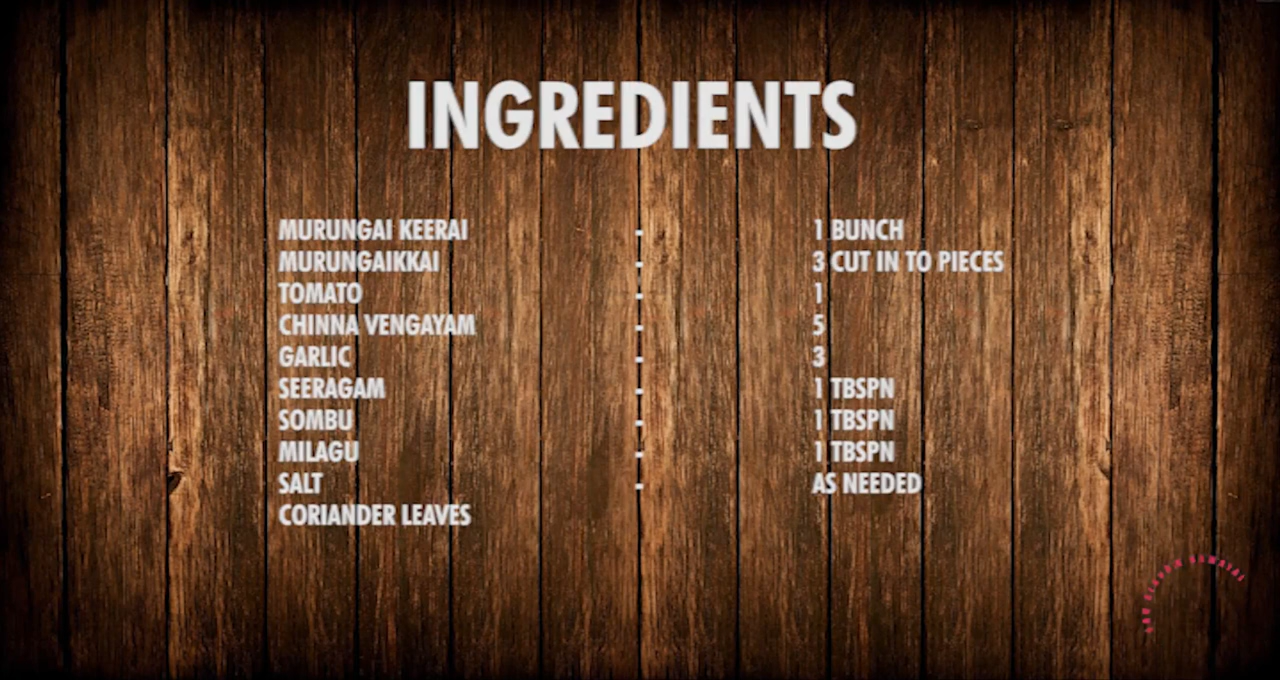 INGREDIENTS
MURUNGAI KEERAI - 1 BUNCH
MURUNGAIKKAI - 3 CUT IN TO PIECES
TOMATO - 1
CHINNA VENGAYAM - 5
GARLIC - 3
SEERAGAM - 1 TBSPN
SOMBU - 1 TBSPN
MILAGU - 1 TBSPN
SALT - AS NEEDED
CORIANDER LEAVES